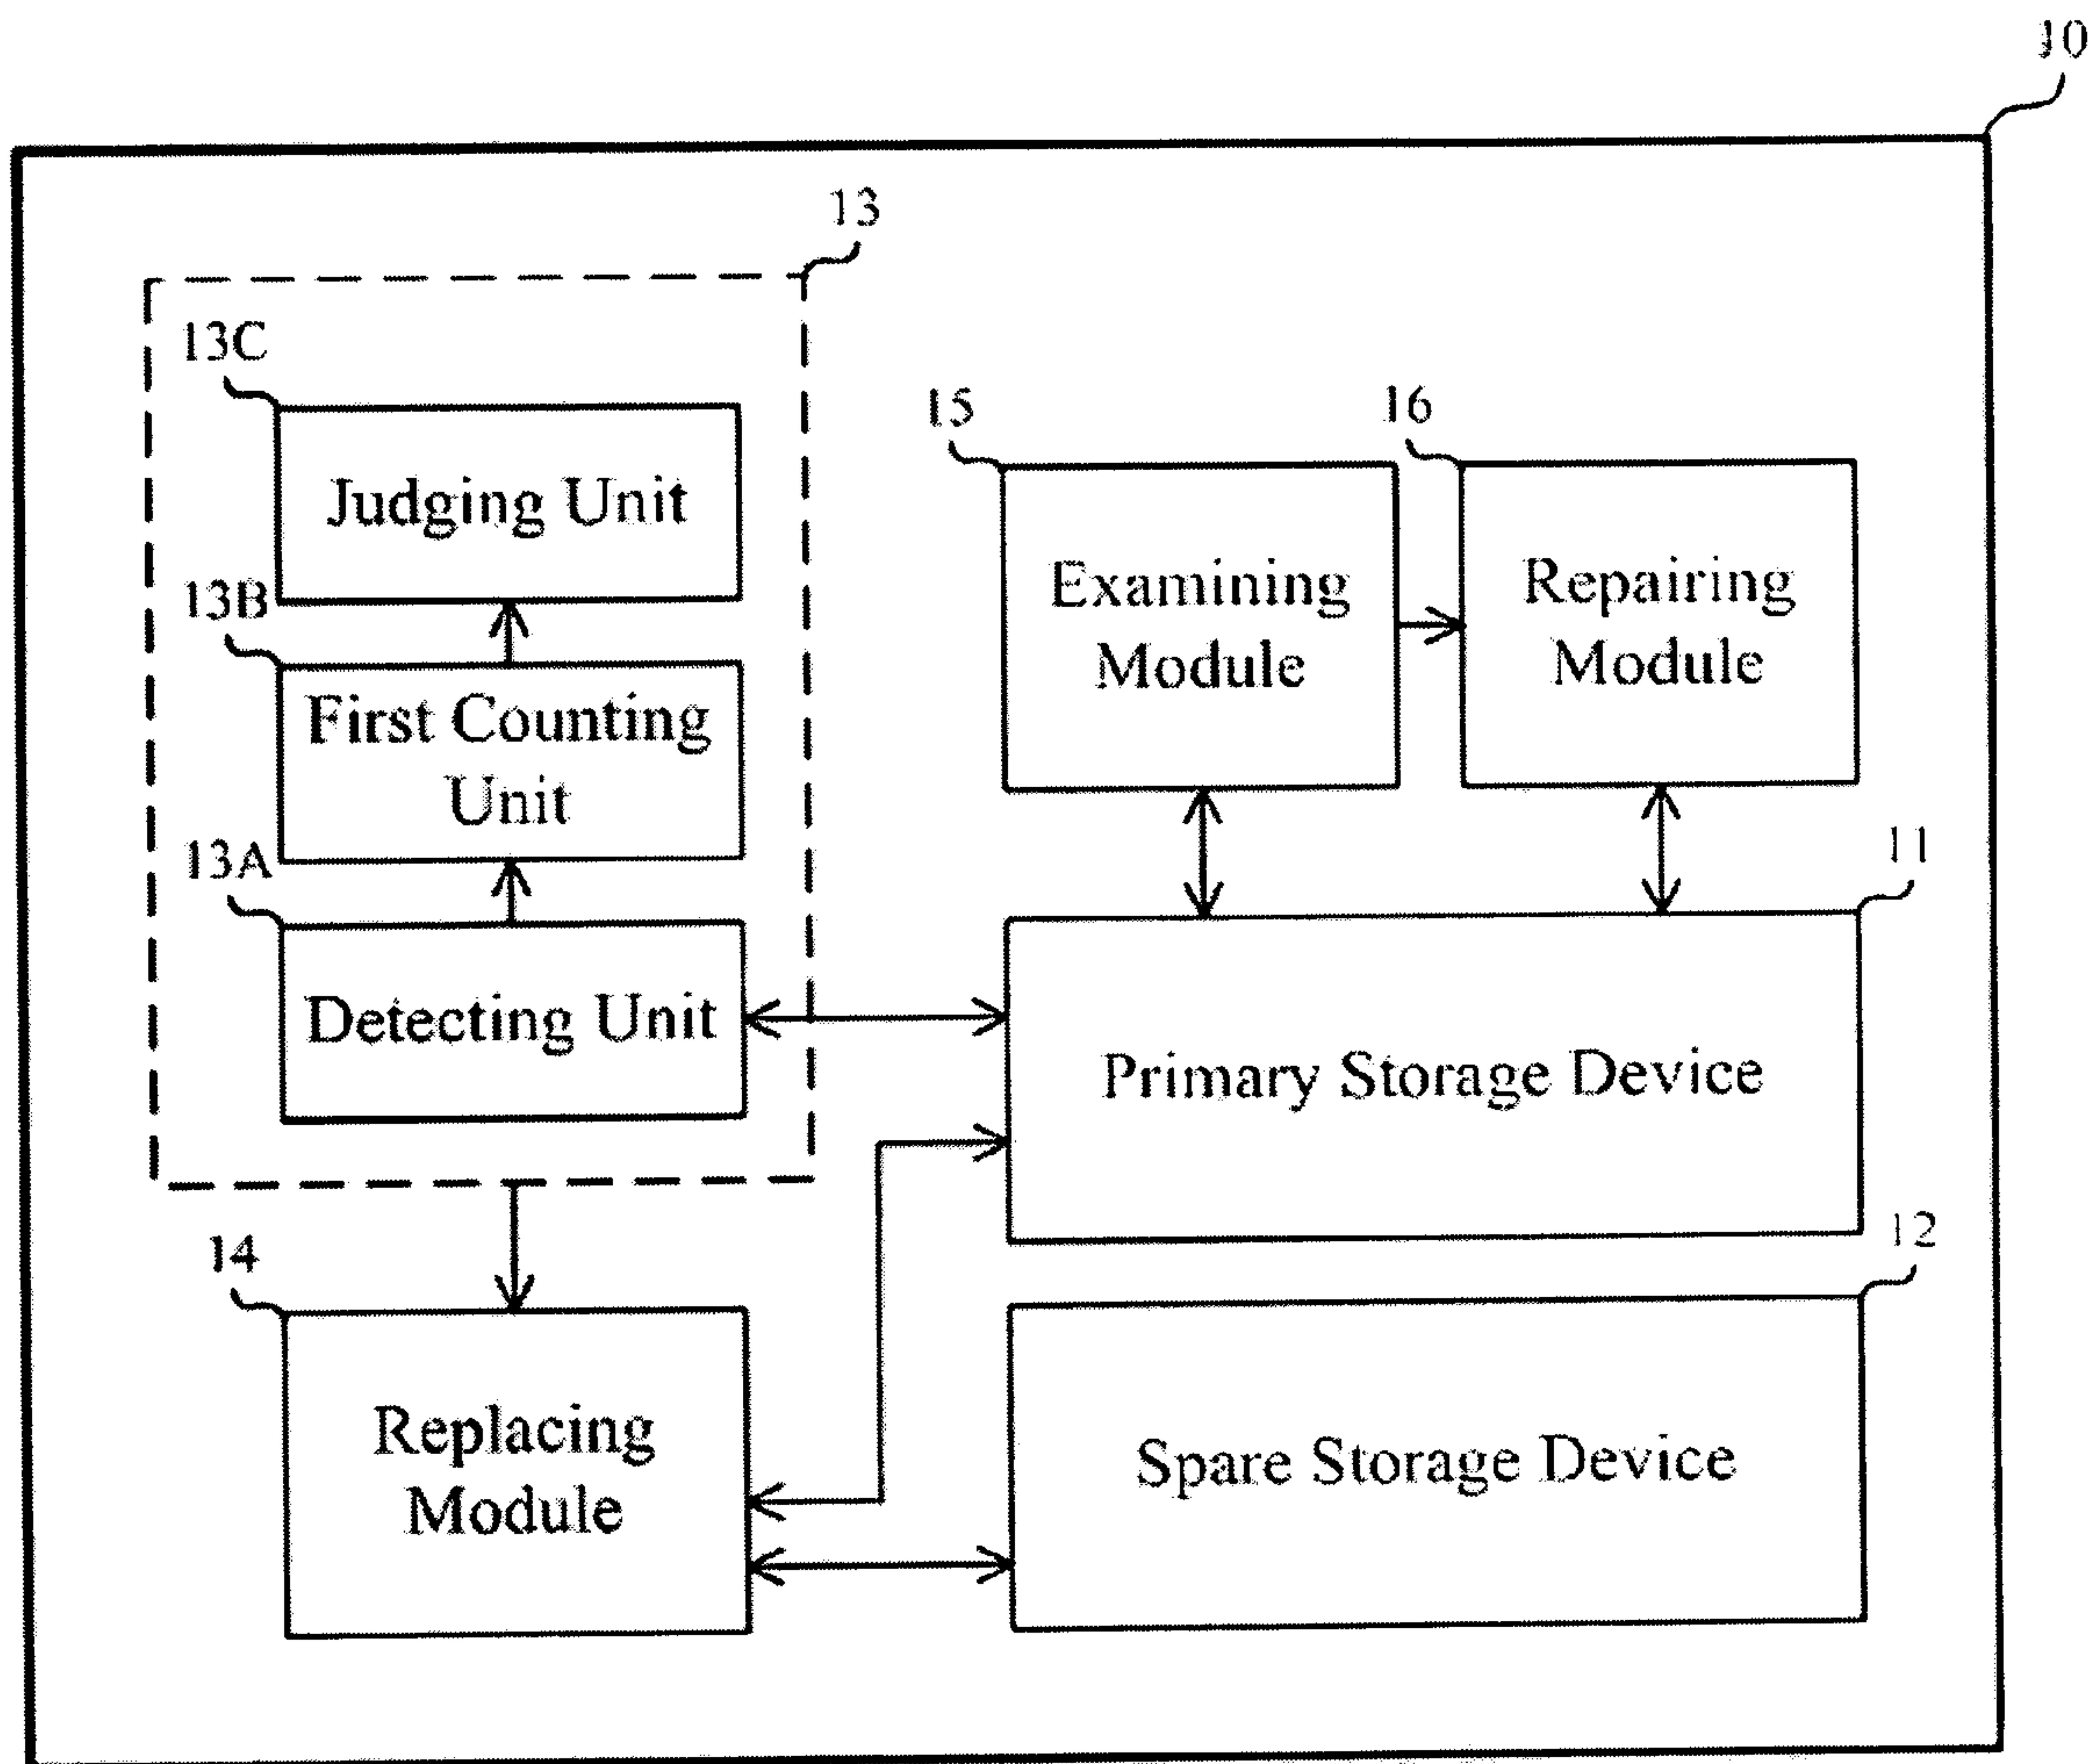 10
13
13C
Judging Unit
15
16
Examining
Module
Repairing
Module
13B
First Counting
Unit
13A
Detecting Unit
11
Primary Storage Device
14
Replacing
Module
12
Spare Storage Device